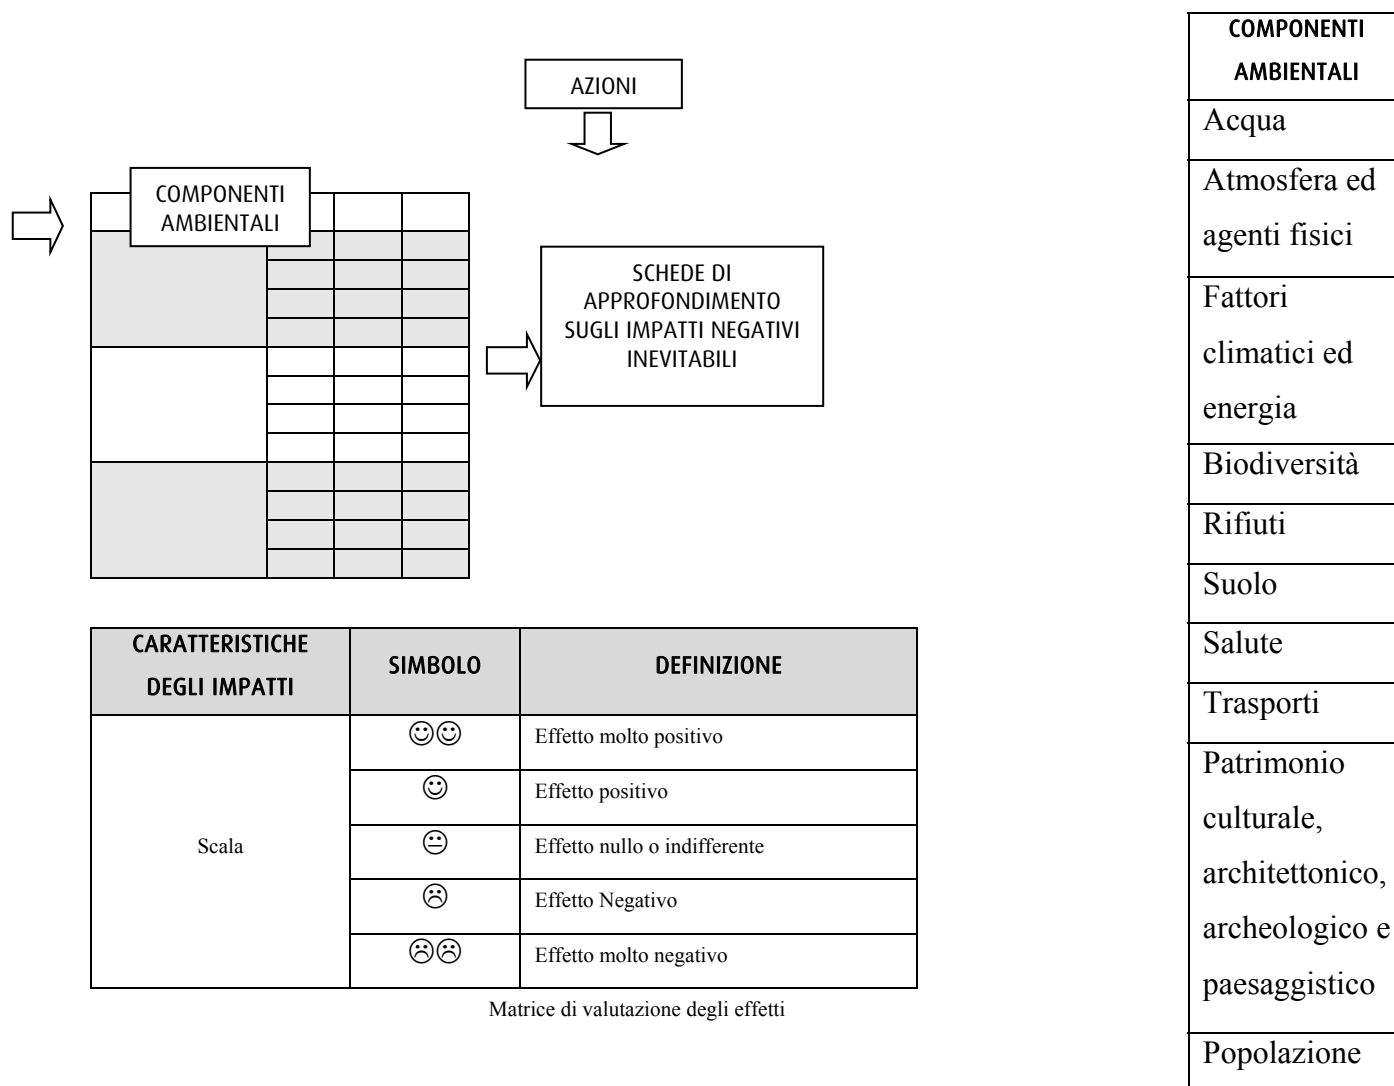 AZIONI
COMPONENTI
AMBIENTALI
SCHEDE DI
APPROFONDIMENTO
SUGLI IMPATTI NEGATIVI
INEVITABILI
CARATTERISTICHE
DEGLI IMPATTI
SIMBOLO
DEFINIZIONE
Scala
☺☺ Effetto molto positivo
☺ Effetto positivo
😐 Effetto nullo o indifferente
☹ Effetto Negativo
☹☹ Effetto molto negativo
Matrice di valutazione degli effetti
COMPONENTI
AMBIENTALI
Acqua
Atmosfera ed
agenti fisici
Fattori
climatici ed
energia
Biodiversità
Rifiuti
Suolo
Salute
Trasporti
Patrimonio
culturale,
architettonico,
archeologico e
paesaggistico
Popolazione